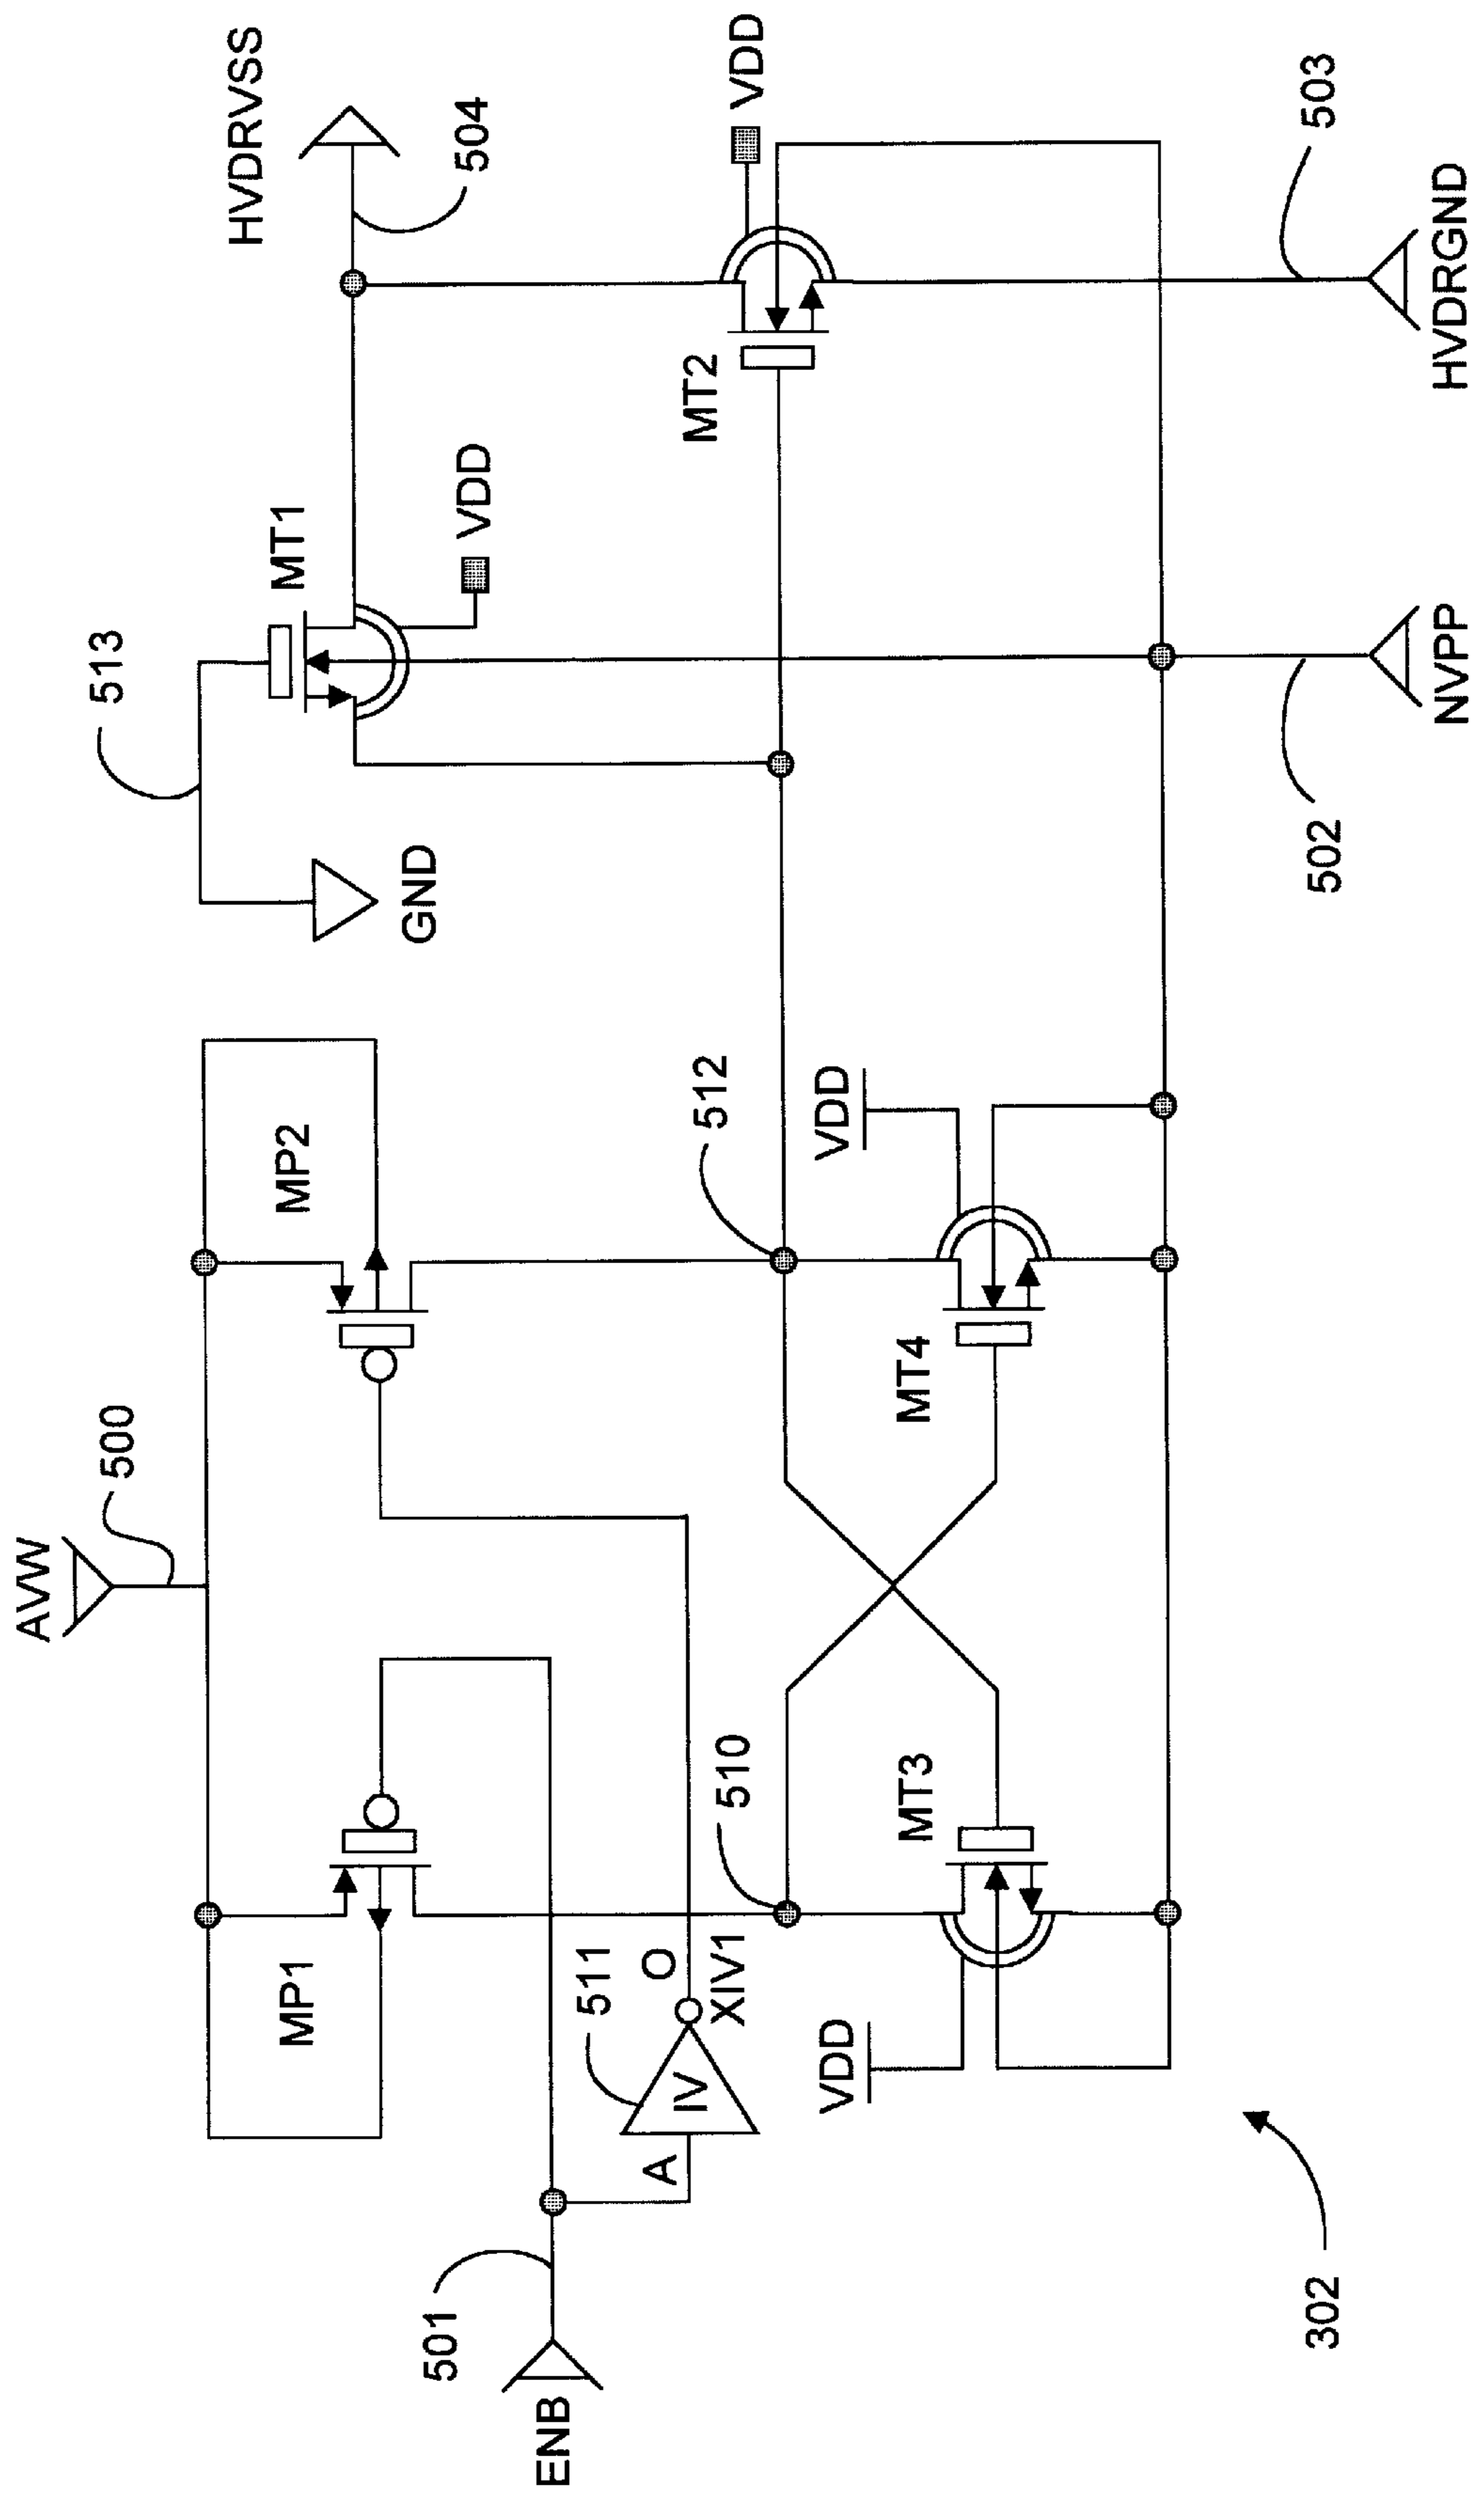 AVW
500
HVDRVSS
504
513
MT1
GND
VDD
MP1
MP2
ENB
501
A
IV
511
O
XIV1
510
512
MT2
VDD
VDD
MT3
MT4
VDD
302
502
NVPP
503
HVDRGND